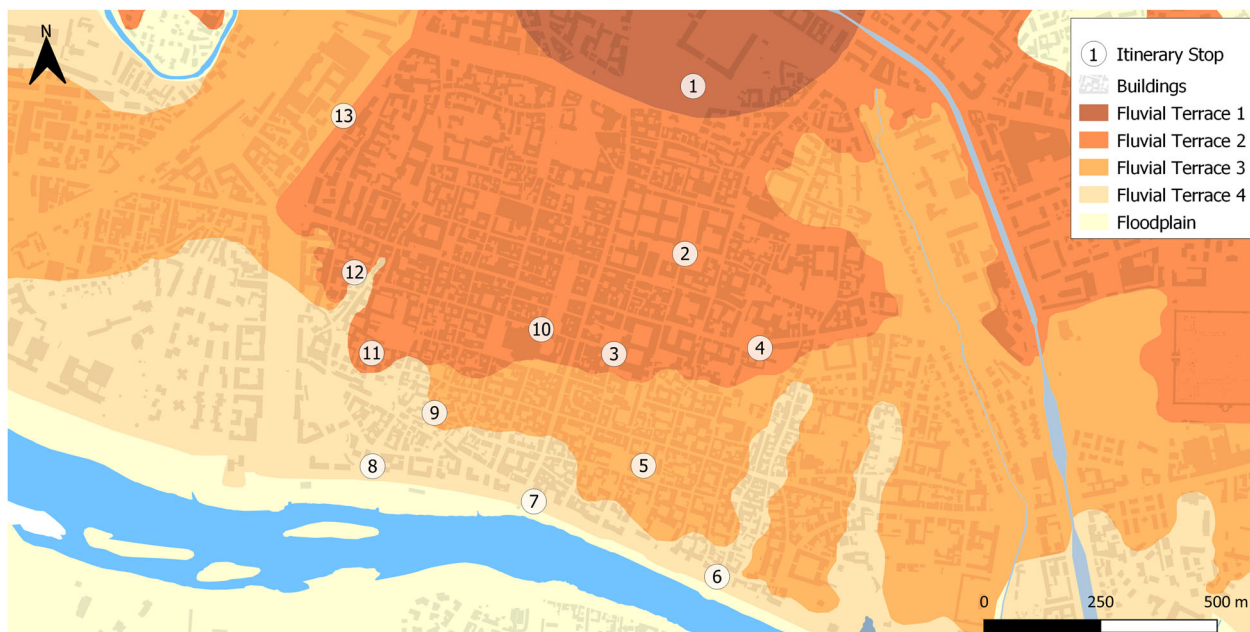 N
1 Itinerary Stop
Buildings
Fluvial Terrace 1
Fluvial Terrace 2
Fluvial Terrace 3
Fluvial Terrace 4
Floodplain
1
13
2
12
10
3
4
11
9
5
8
7
6
0 250 500 m